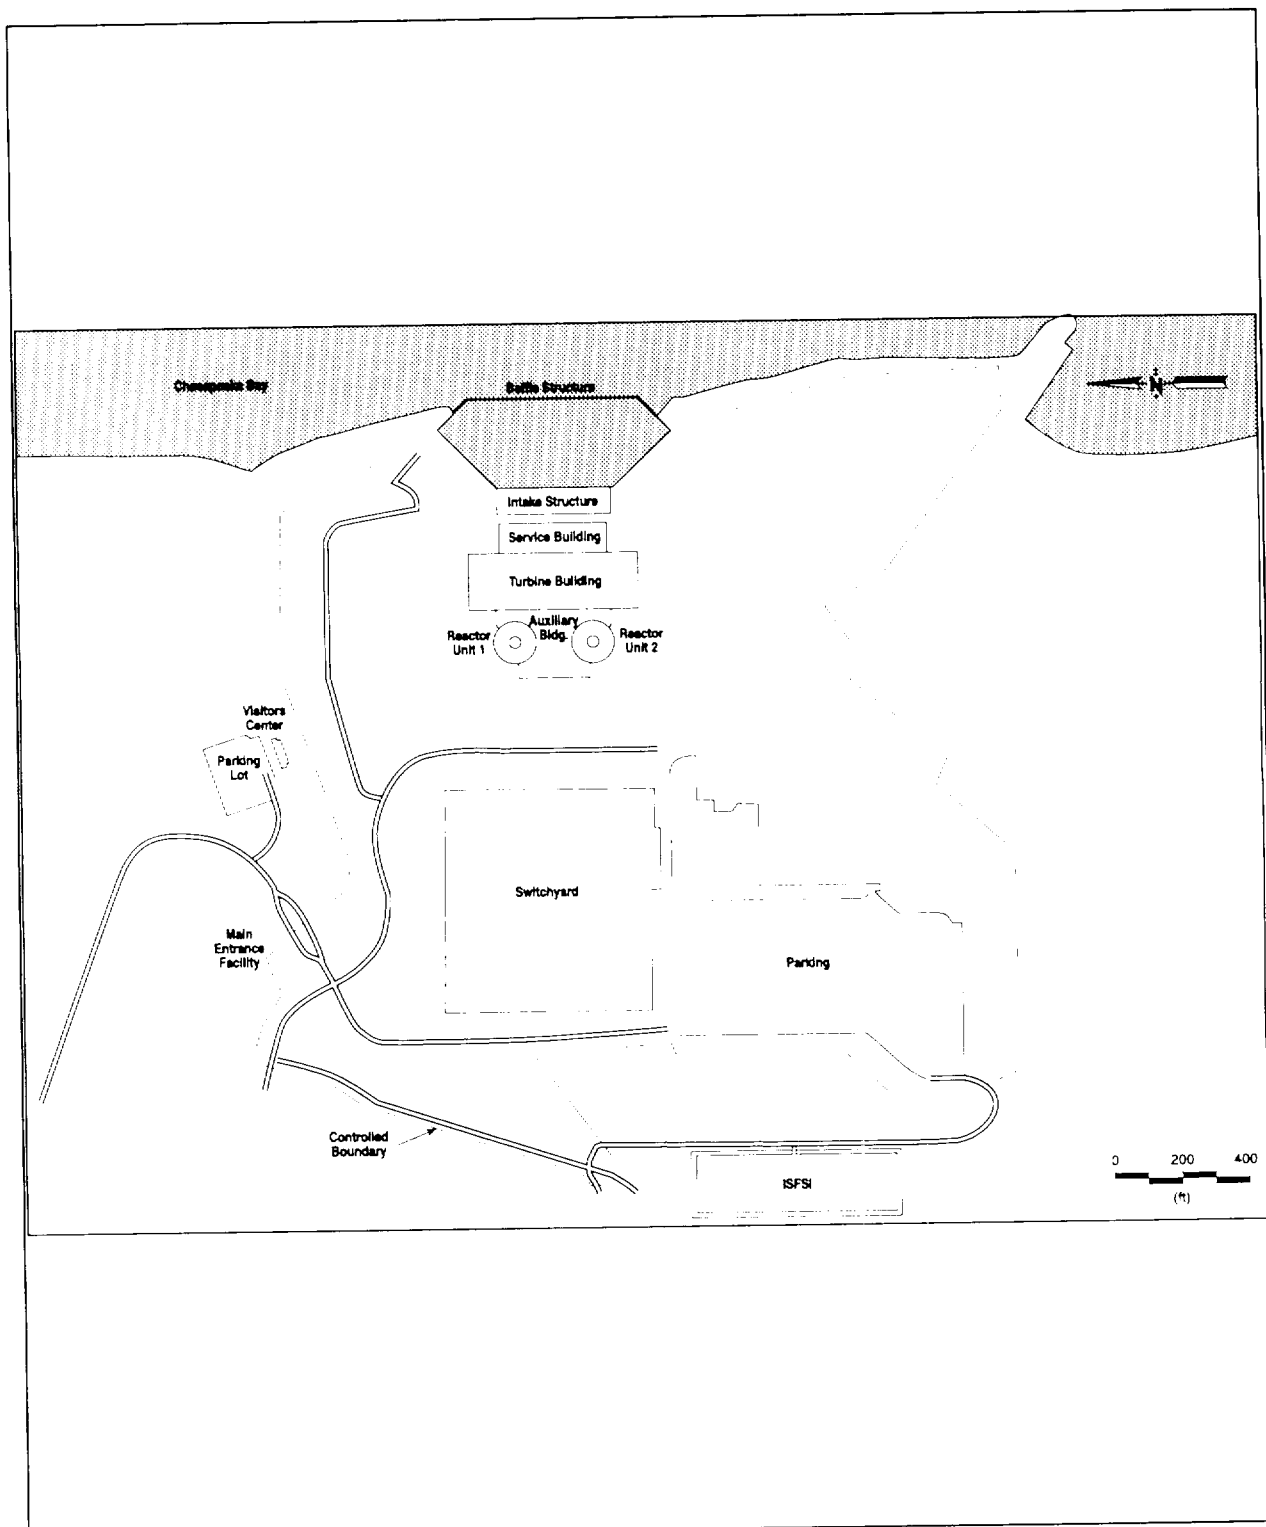 Chesapeake Bay
Baffle Structure
N
Intake Structure
Service Building
Turbine Building
Auxiliary
Bldg.
Reactor
Unit 1
Reactor
Unit 2
Visitors
Center
Parking
Lot
Switchyard
Main
Entrance
Facility
Parking
Controlled
Boundary
ISFSI
0 200 400
(ft)